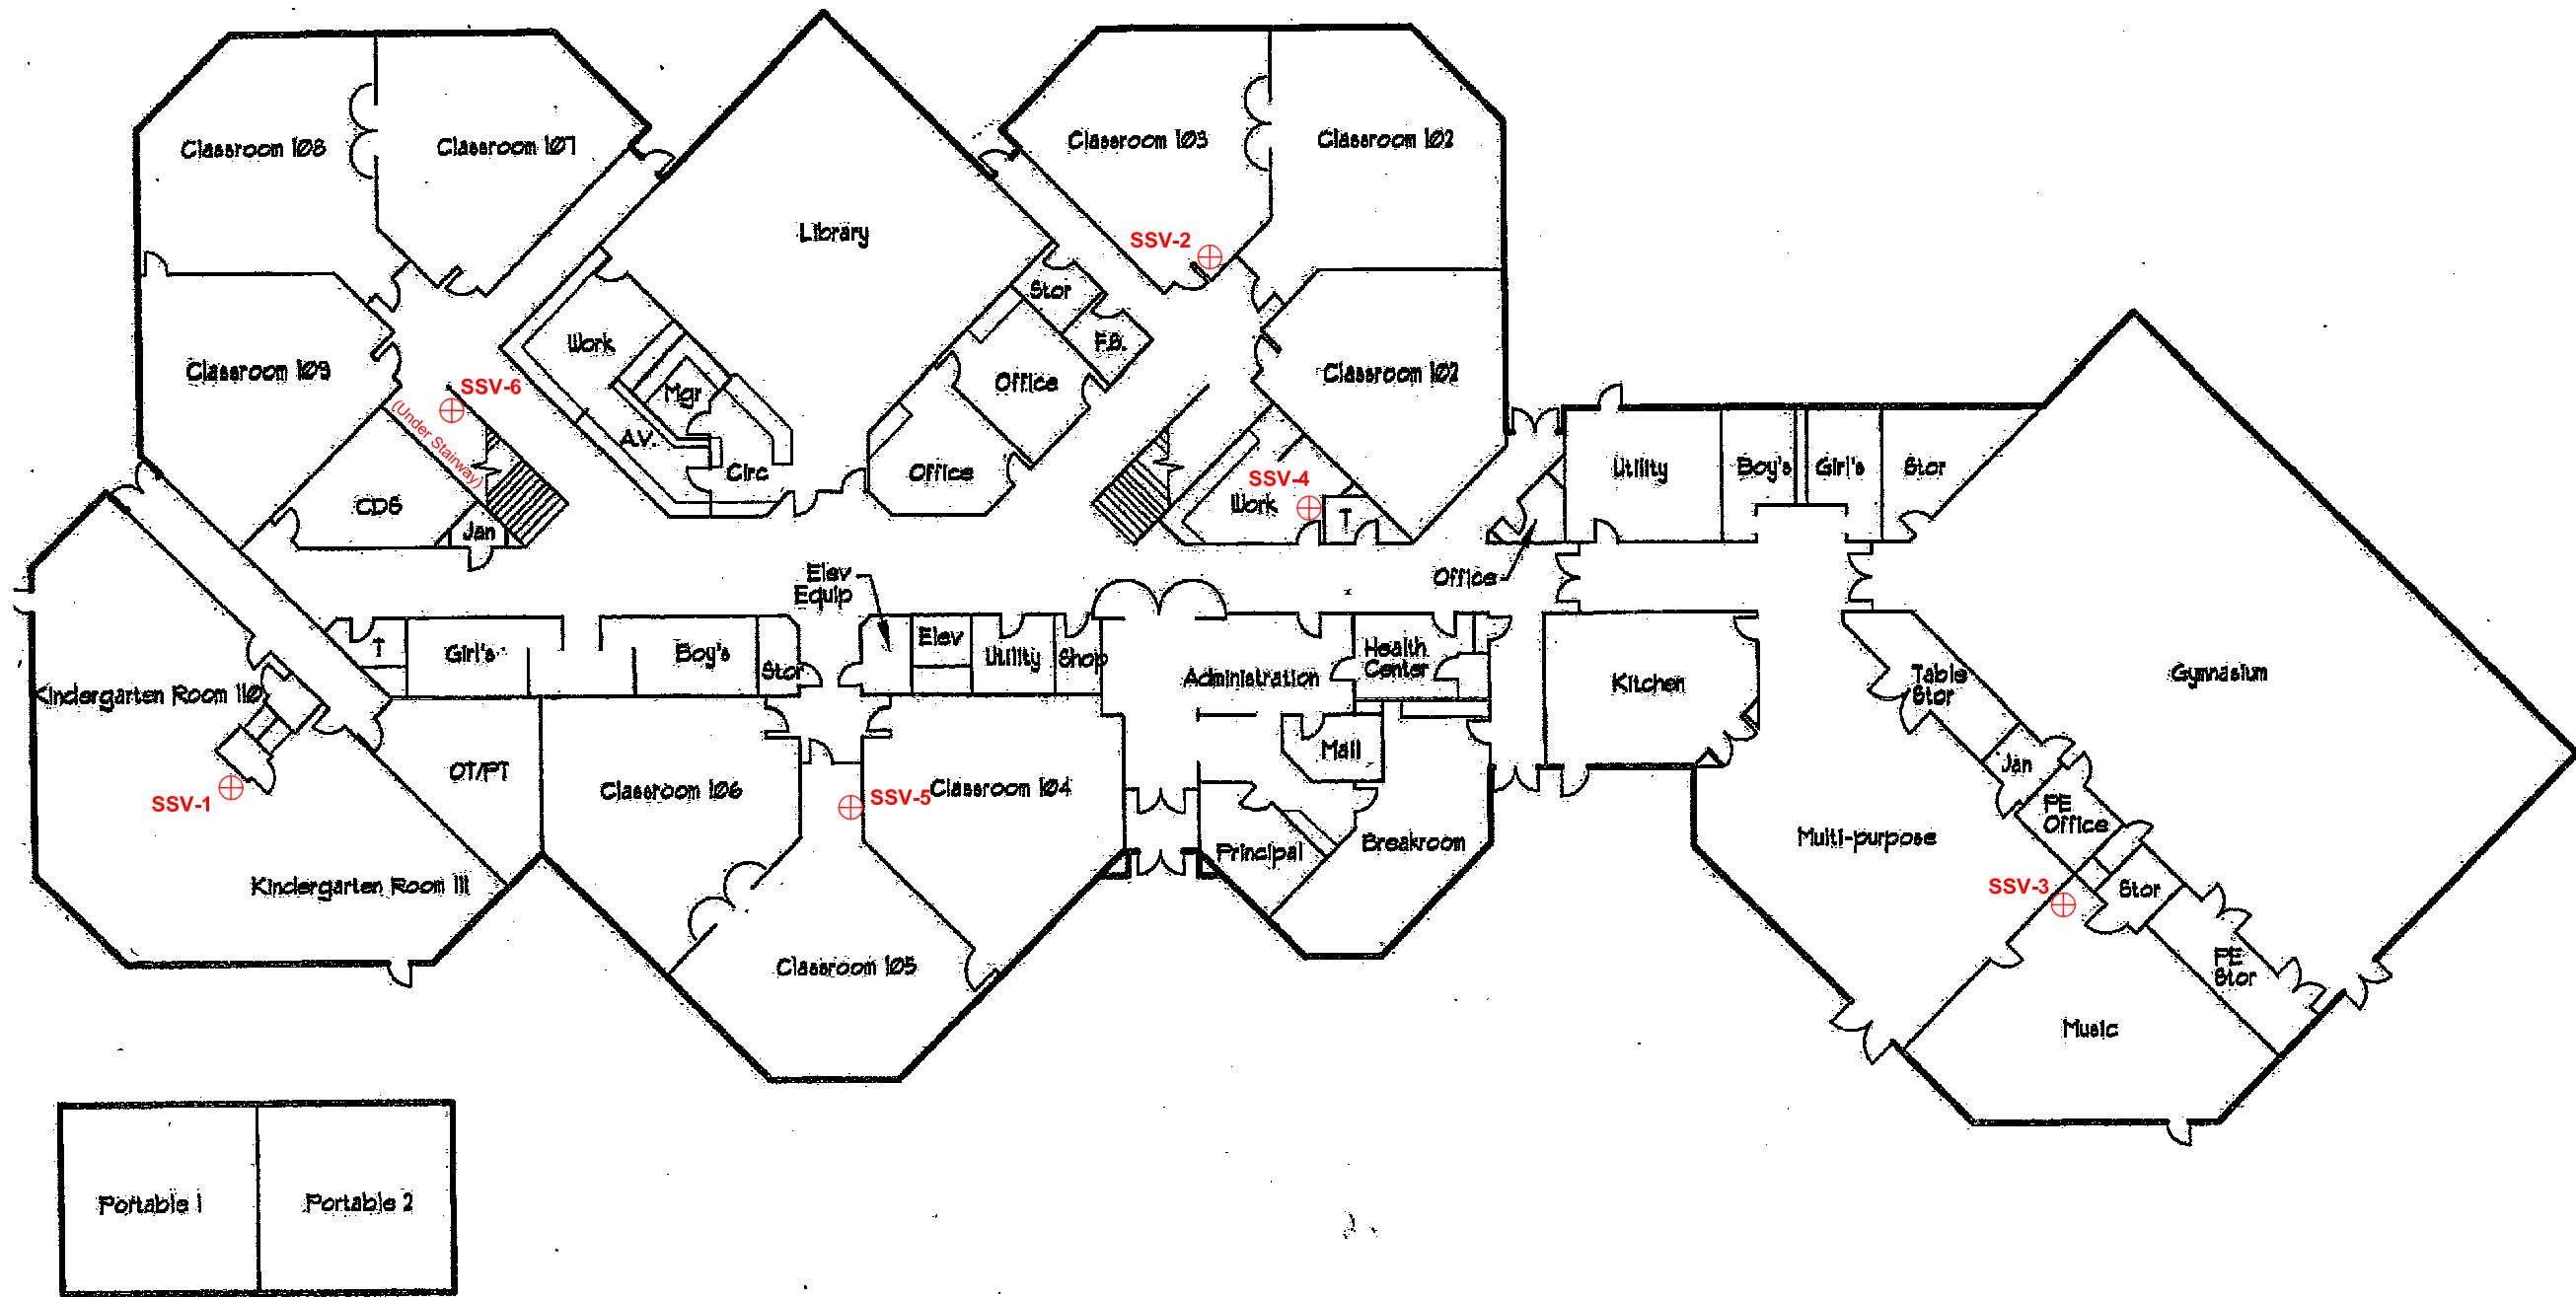 Classroom 108
Classroom 107
Library
Classroom 103
Classroom 102
SSV-2
Stor
F.B.
Work
Mgr
A.V.
Circ
Office
Office
Classroom 109
SSV-6
(Under Stairway)
CDS
Jan
Classroom 102
SSV-4
Work
T
Utility
Boy's
Girl's
Stor
Office
Elev
Equip
T
Girl's
Boy's
Stor
Elev
Utility
Shop
Administration
Health
Center
Kitchen
Table
Stor
Gymnasium
Kindergarten Room 110
SSV-1
OT/PT
Classroom 106
SSV-5
Classroom 104
Mail
Principal
Breakroom
Multi-purpose
Jan
PE
Office
SSV-3
Stor
PE
Stor
Kindergarten Room 111
Classroom 105
Music
Portable 1
Portable 2